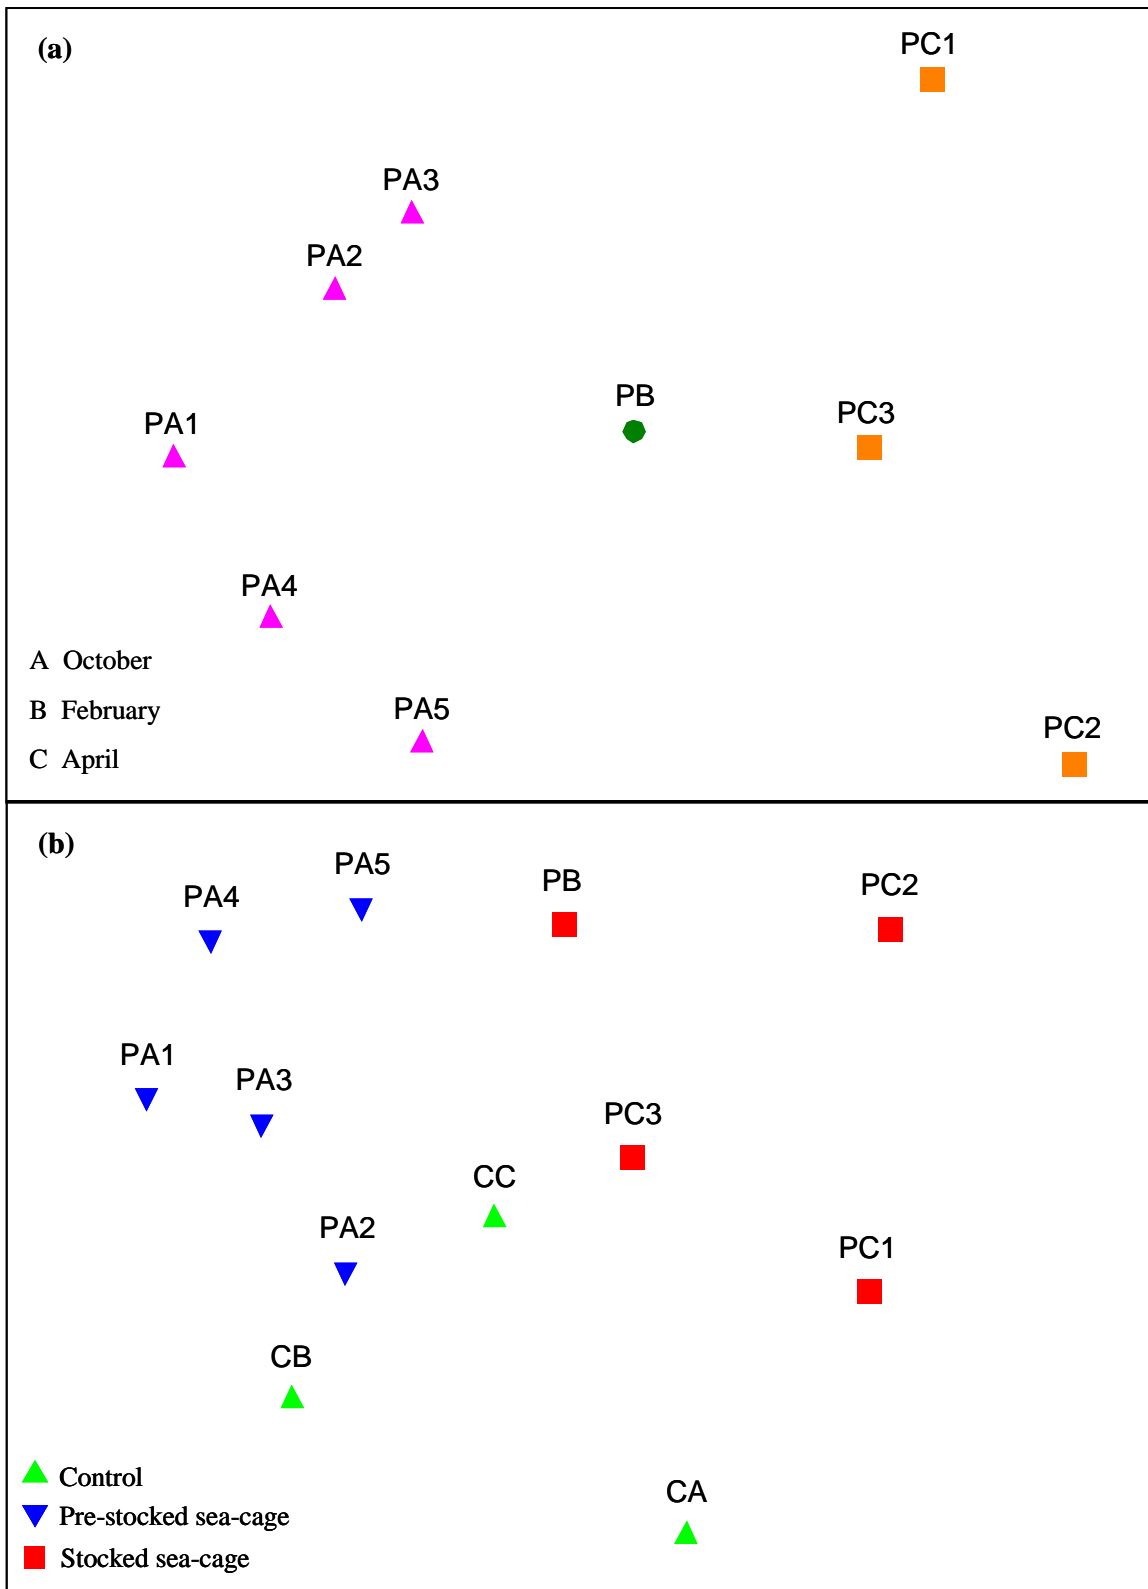 (a)
PC1
PA3
PA2
PB
PC3
PA1
PA4
A October
B February
PA5
C April
PC2
(b)
PA5
PB
PC2
PA4
PA1
PA3
PC3
CC
PA2
PC1
CB
Control
CA
Pre-stocked sea-cage
Stocked sea-cage